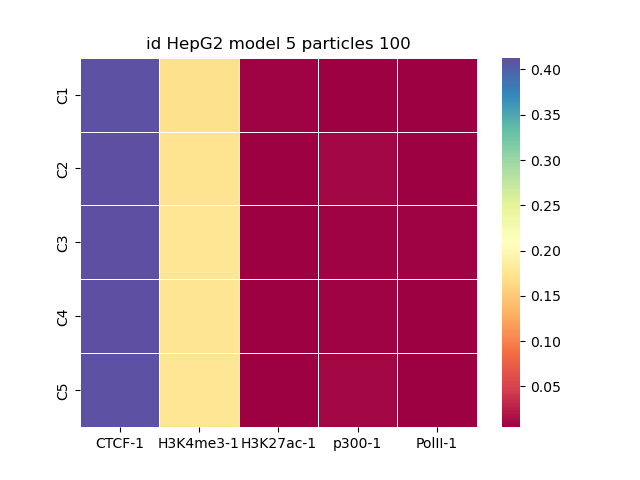 id HepG2 model 5 particles 100
C1
C2
C3
C4
C5
CTCF-1 H3K4me3-1 H3K27ac-1 p300-1 PolII-1
0.40
0.35
0.30
0.25
0.20
0.15
0.10
0.05